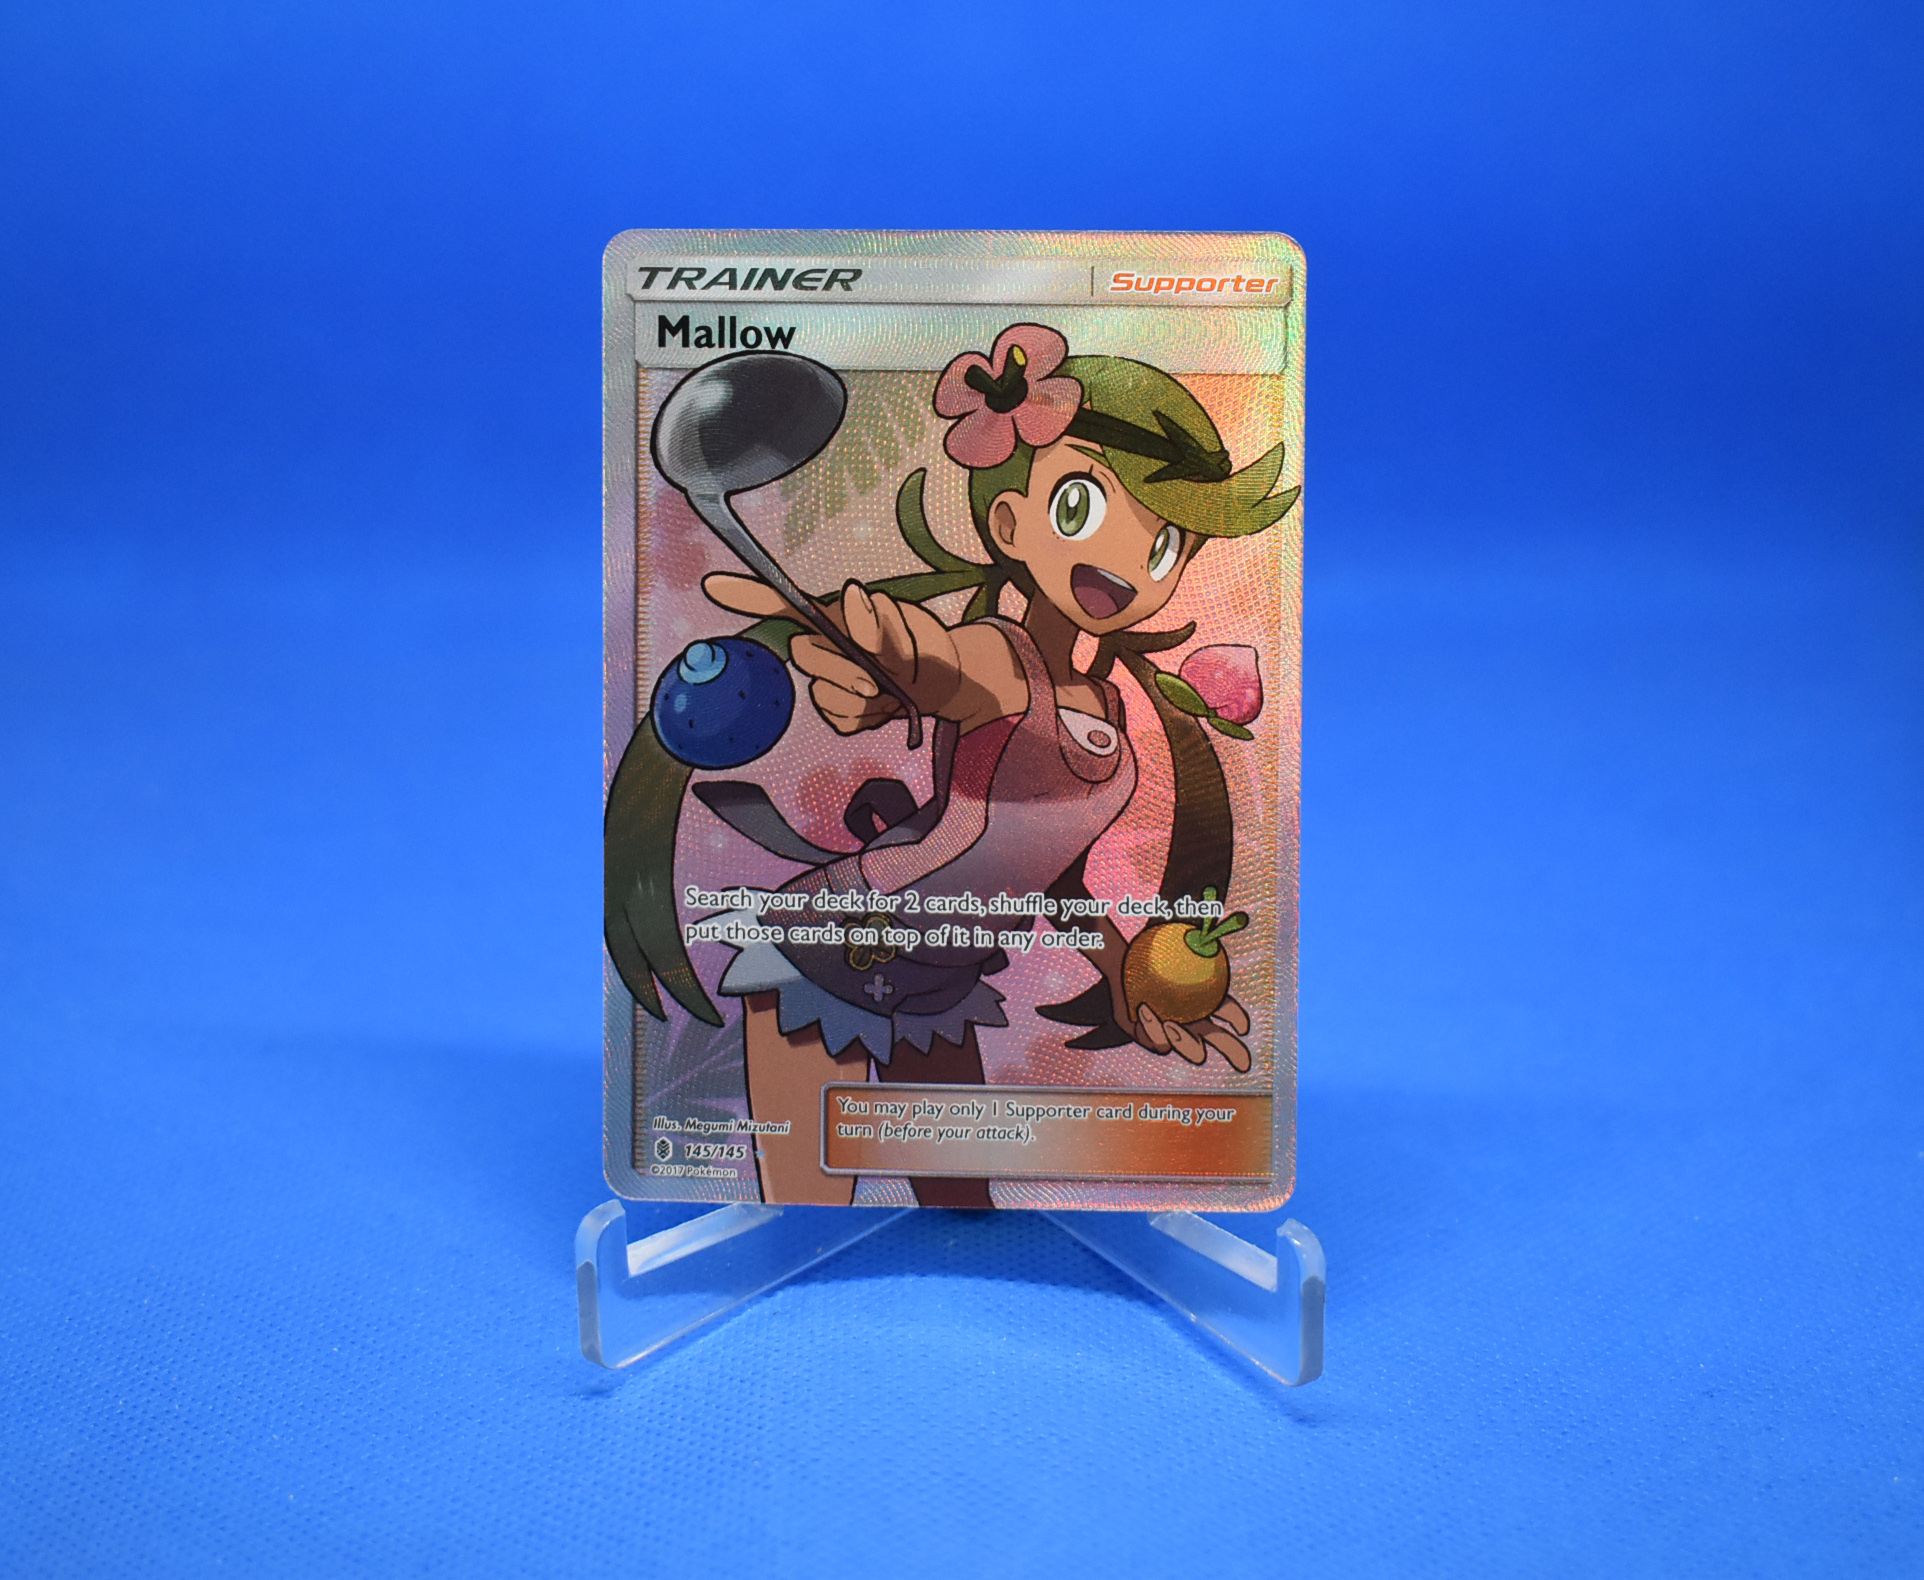 TRAINER
Supporter
Mallow
Search your deck for 2 cards, shuffle your deck, then
put those cards on top of it in any order.
You may play only 1 Supporter card during your
turn (before your attack).
Illus. Megumi Mizutani
145/145
©2017 Pokémon